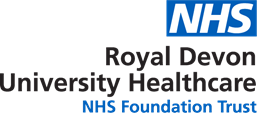 NHS
Royal Devon
University Healthcare
NHS Foundation Trust